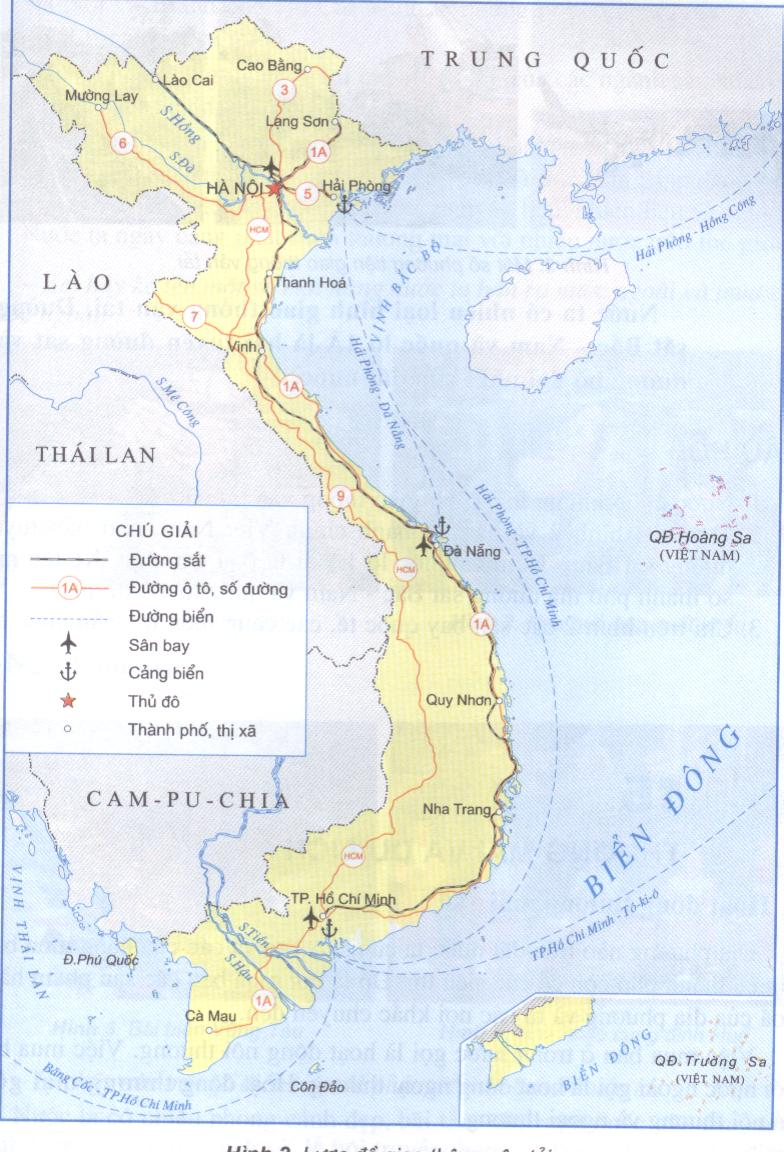 TRUNG QUỐC
Cao Bằng
Lào Cai
3
Mường Lay
S.Hồng
Lạng Sơn
6
1A
S.Đà
HÀ NỘI
5
Hải Phòng
HCM
Hải Phòng - Hồng Công
LÀO
Thanh Hoá
VỊNH BẮC BỘ
7
Vinh
Hải Phòng - Đà Nẵng
1A
S.Mê Công
THÁI LAN
9
Hải Phòng - TP.Hồ Chí Minh
QĐ.Hoàng Sa
(VIỆT NAM)
Đà Nẵng
HCM
CHÚ GIẢI
Đường sắt
1A Đường ô tô, số đường
Đường biển
Sân bay
Cảng biển
Thủ đô
Thành phố, thị xã
1A
Quy Nhơn
BIỂN ĐÔNG
CAM-PU-CHIA
Nha Trang
HCM
TP. Hồ Chí Minh
TP.Hồ Chí Minh - Tô-ki-ô
VỊNH THÁI LAN
S.Tiền
Đ.Phú Quốc
S.Hậu
1A
Cà Mau
BIỂN ĐÔNG
QĐ.Trường Sa
(VIỆT NAM)
Côn Đảo
Băng Cốc - TP.Hồ Chí Minh